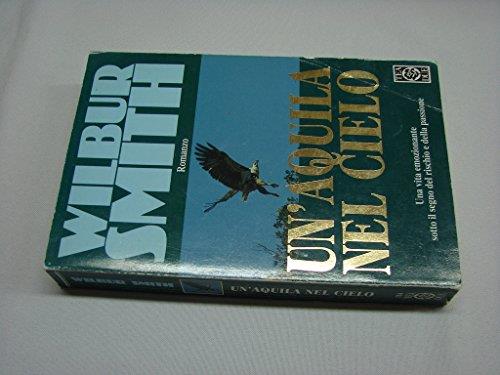 WILBUR
SMITH
Romanzo
UN'AQUILA
NEL CIELO
Una vita emozionante
sotto il segno del rischio e della passione
TEA
WILBUR SMITH
UN'AQUILA NEL CIELO